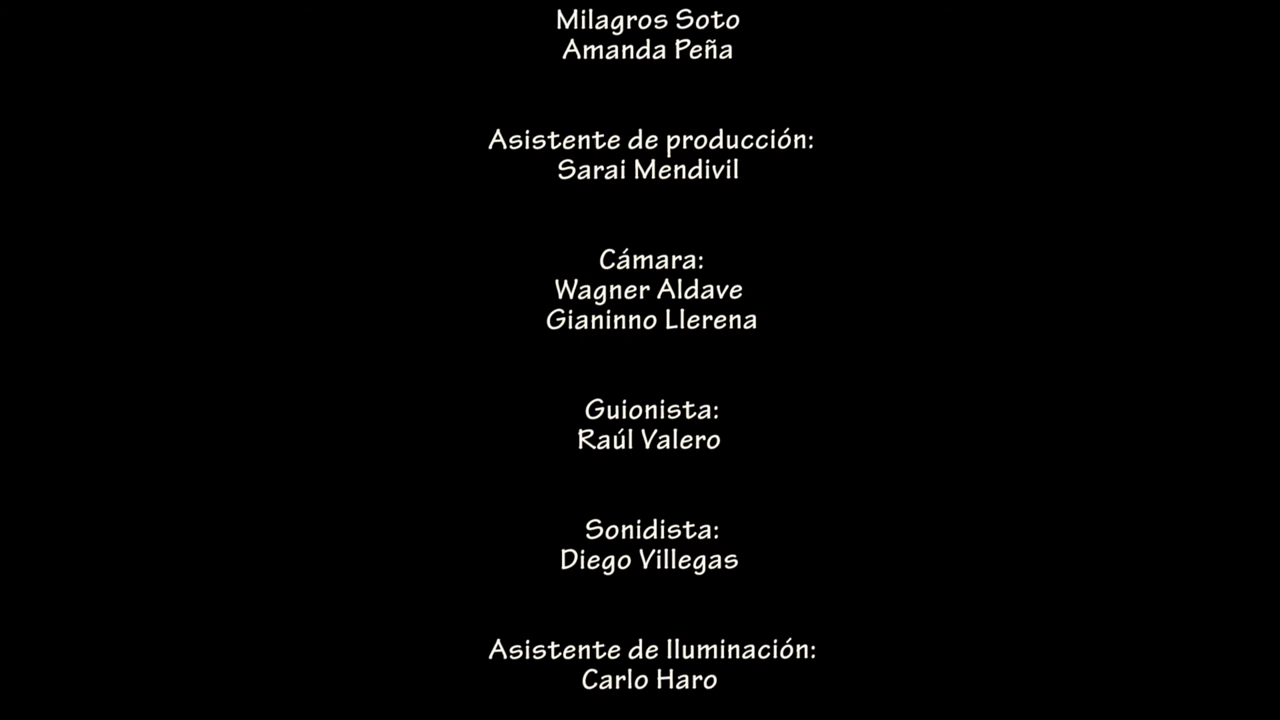 Milagros Soto
Amanda Peña
Asistente de producción:
Sarai Mendivil
Cámara:
Wagner Aldave
Gianinno Llerena
Guionista:
Raúl Valero
Sonidista:
Diego Villegas
Asistente de Iluminación:
Carlo Haro